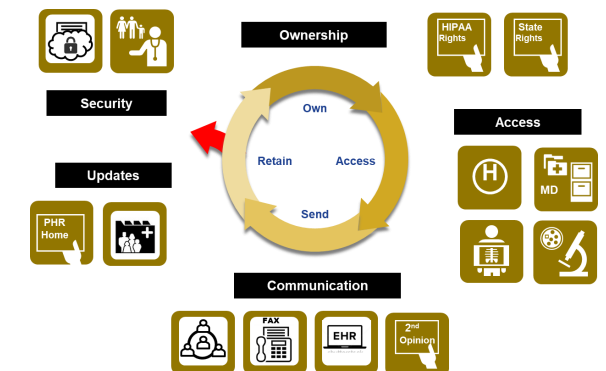 Ownership
HIPAA
Rights
State
Rights
Security
Own
Access
Retain
Access
Updates
Send
H
MD
PHR
Home
Communication
FAX
EHR
2nd
Opinion